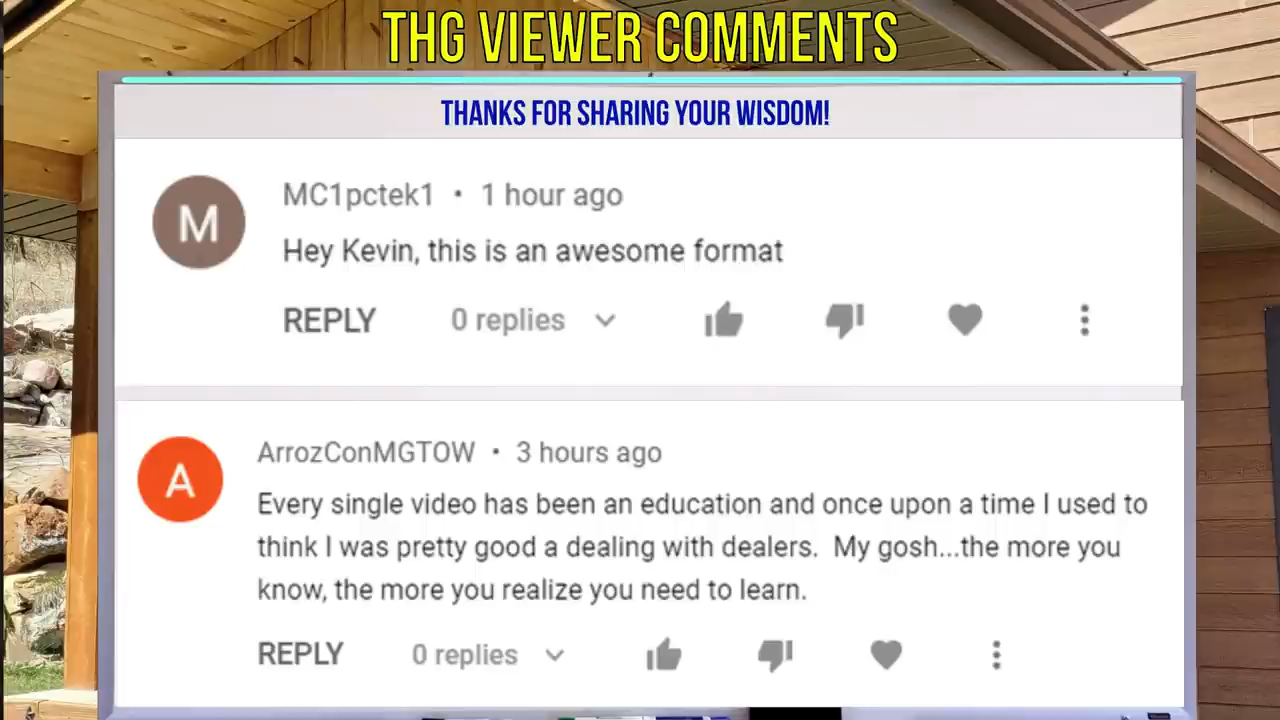 THG VIEWER COMMENTS
THANKS FOR SHARING YOUR WISDOM!
M
MC1pctek1 • 1 hour ago
Hey Kevin, this is an awesome format
REPLY 0 replies
A
ArrozConMGTOW • 3 hours ago
Every single video has been an education and once upon a time I used to
think I was pretty good a dealing with dealers. My gosh...the more you
know, the more you realize you need to learn.
REPLY 0 replies